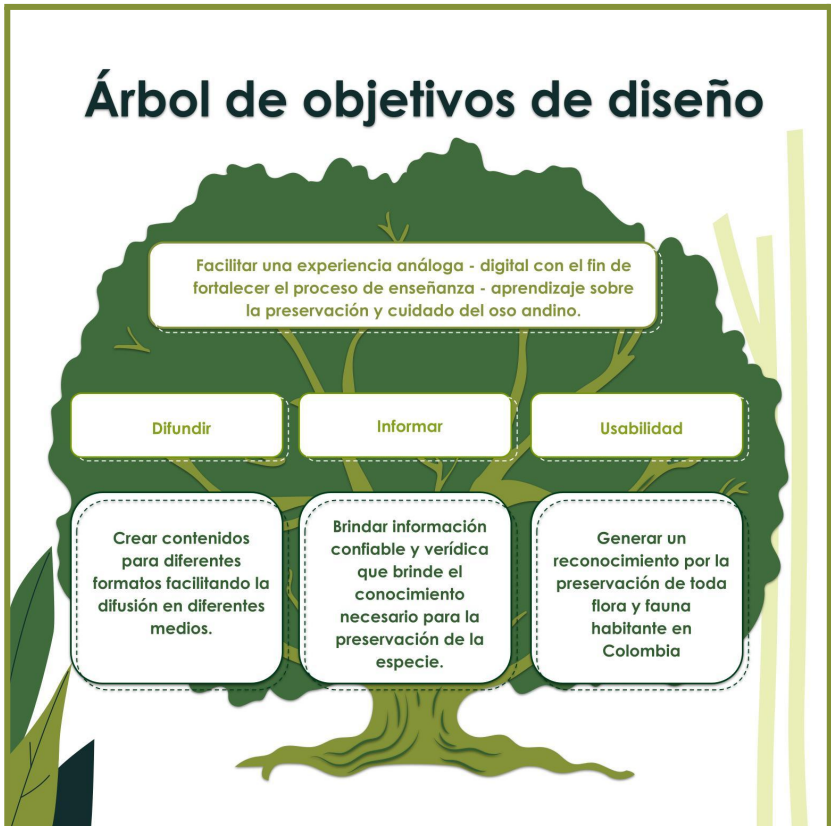 Árbol de objetivos de diseño
Facilitar una experiencia análoga - digital con el fin de
fortalecer el proceso de enseñanza - aprendizaje sobre
la preservación y cuidado del oso andino.
Difundir
Informar
Usabilidad
Crear contenidos
para diferentes
formatos facilitando la
difusión en diferentes
medios.
Brindar información
confiable y verídica
que brinde el
conocimiento
necesario para la
preservación de la
especie.
Generar un
reconocimiento por la
preservación de toda
flora y fauna
habitante en
Colombia